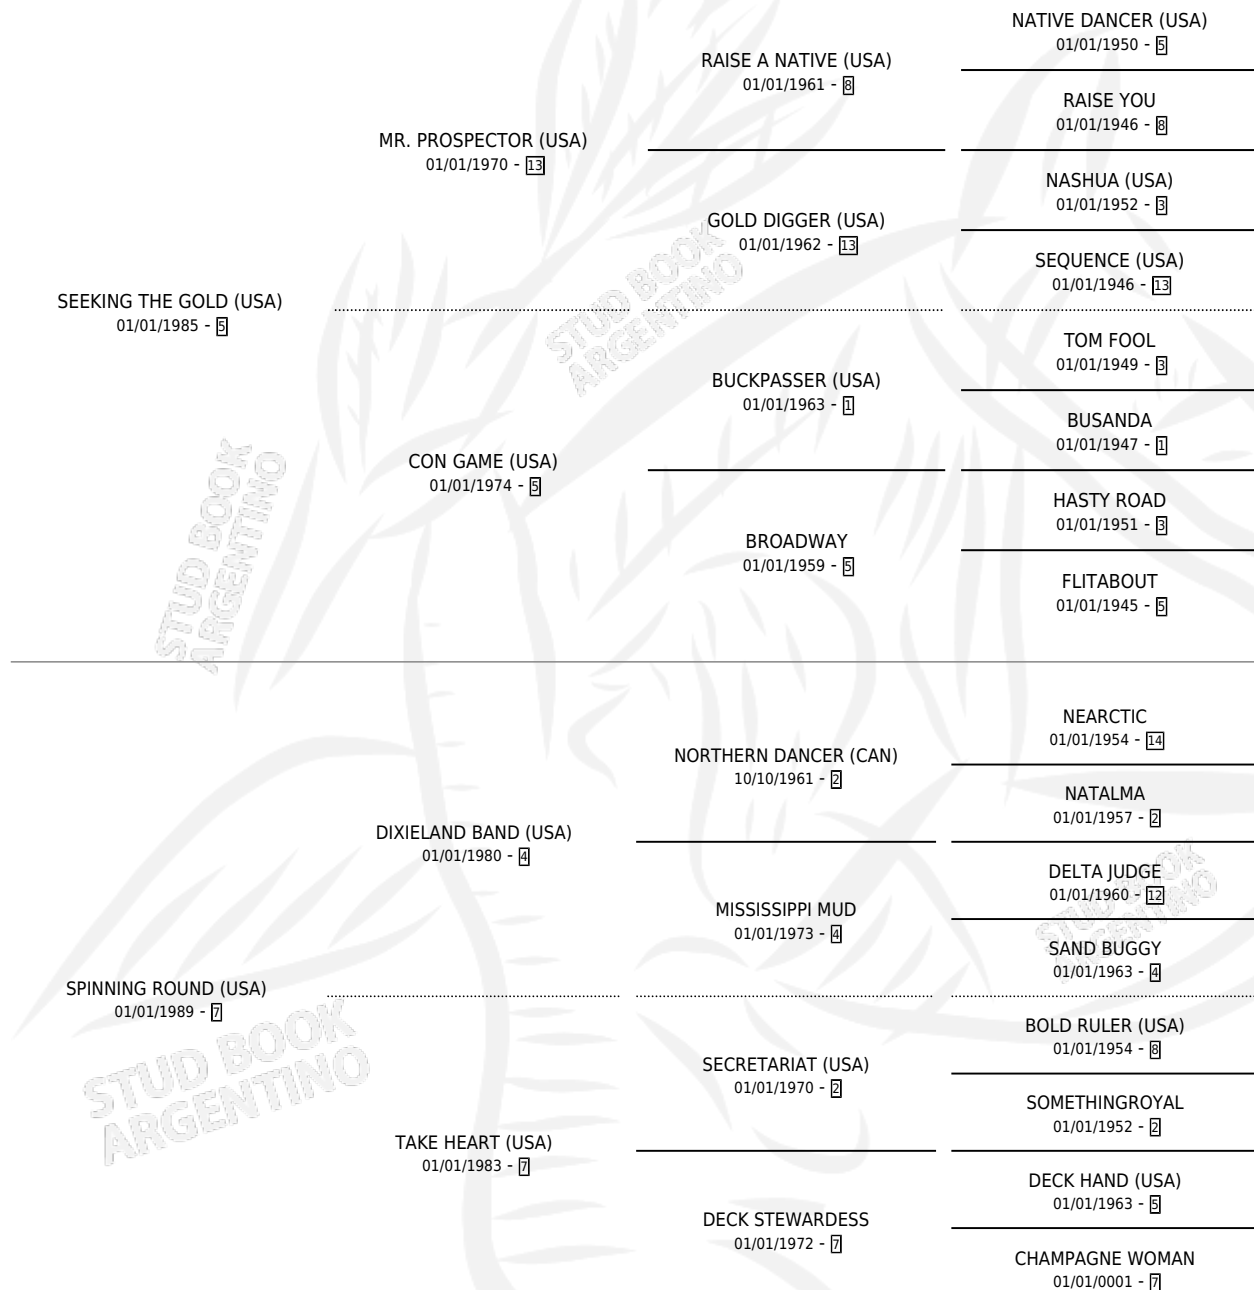 NATIVE DANCER (USA)
01/01/1950 - 5
RAISE A NATIVE (USA)
01/01/1961 - 8
RAISE YOU
01/01/1946 - 8
MR. PROSPECTOR (USA)
01/01/1970 - 13
NASHUA (USA)
01/01/1952 - 3
GOLD DIGGER (USA)
01/01/1962 - 13
SEQUENCE (USA)
01/01/1946 - 13
SEEKING THE GOLD (USA)
01/01/1985 - 5
STUD BOOK
ARGENTINO
TOM FOOL
01/01/1949 - 3
BUCKPASSER (USA)
01/01/1963 - 1
BUSANDA
01/01/1947 - 1
CON GAME (USA)
01/01/1974 - 5
HASTY ROAD
01/01/1951 - 3
BROADWAY
01/01/1959 - 5
FLITABOUT
01/01/1945 - 5
STUD BOOK
ARGENTINO
NEARCTIC
01/01/1954 - 14
NORTHERN DANCER (CAN)
10/10/1961 - 2
NATALMA
01/01/1957 - 2
DIXIELAND BAND (USA)
01/01/1980 - 4
DELTA JUDGE
01/01/1960 - 12
MISSISSIPPI MUD
01/01/1973 - 4
SAND BUGGY
01/01/1963 - 4
STUD BOOK
ARGENTINO
SPINNING ROUND (USA)
01/01/1989 - 7
BOLD RULER (USA)
01/01/1954 - 8
SECRETARIAT (USA)
01/01/1970 - 2
SOMETHINGROYAL
01/01/1952 - 2
STUD BOOK
ARGENTINO
TAKE HEART (USA)
01/01/1983 - 7
DECK HAND (USA)
01/01/1963 - 5
DECK STEWARDESS
01/01/1972 - 7
CHAMPAGNE WOMAN
01/01/0001 - 7